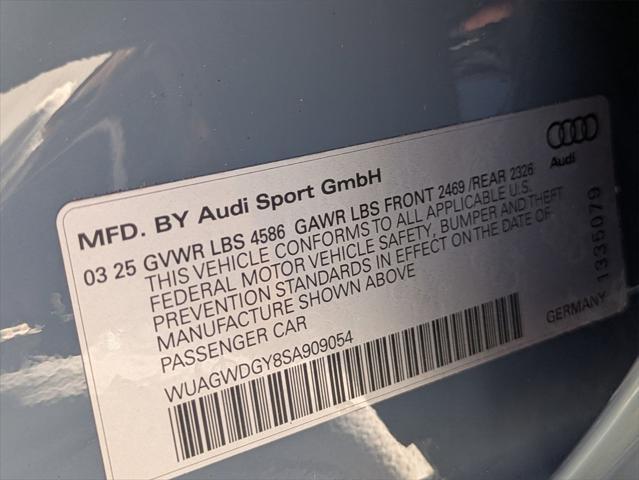 Audi
MFD. BY Audi Sport GmbH
03 25 GVWR LBS 4586 GAWR LBS FRONT 2469 /REAR 2326
THIS VEHICLE CONFORMS TO ALL APPLICABLE U.S.
FEDERAL MOTOR VEHICLE SAFETY, BUMPER AND THEFT
PREVENTION STANDARDS IN EFFECT ON THE DATE OF
MANUFACTURE SHOWN ABOVE
PASSENGER CAR
WUAGWDGY8SA909054
GERMANY
1335079